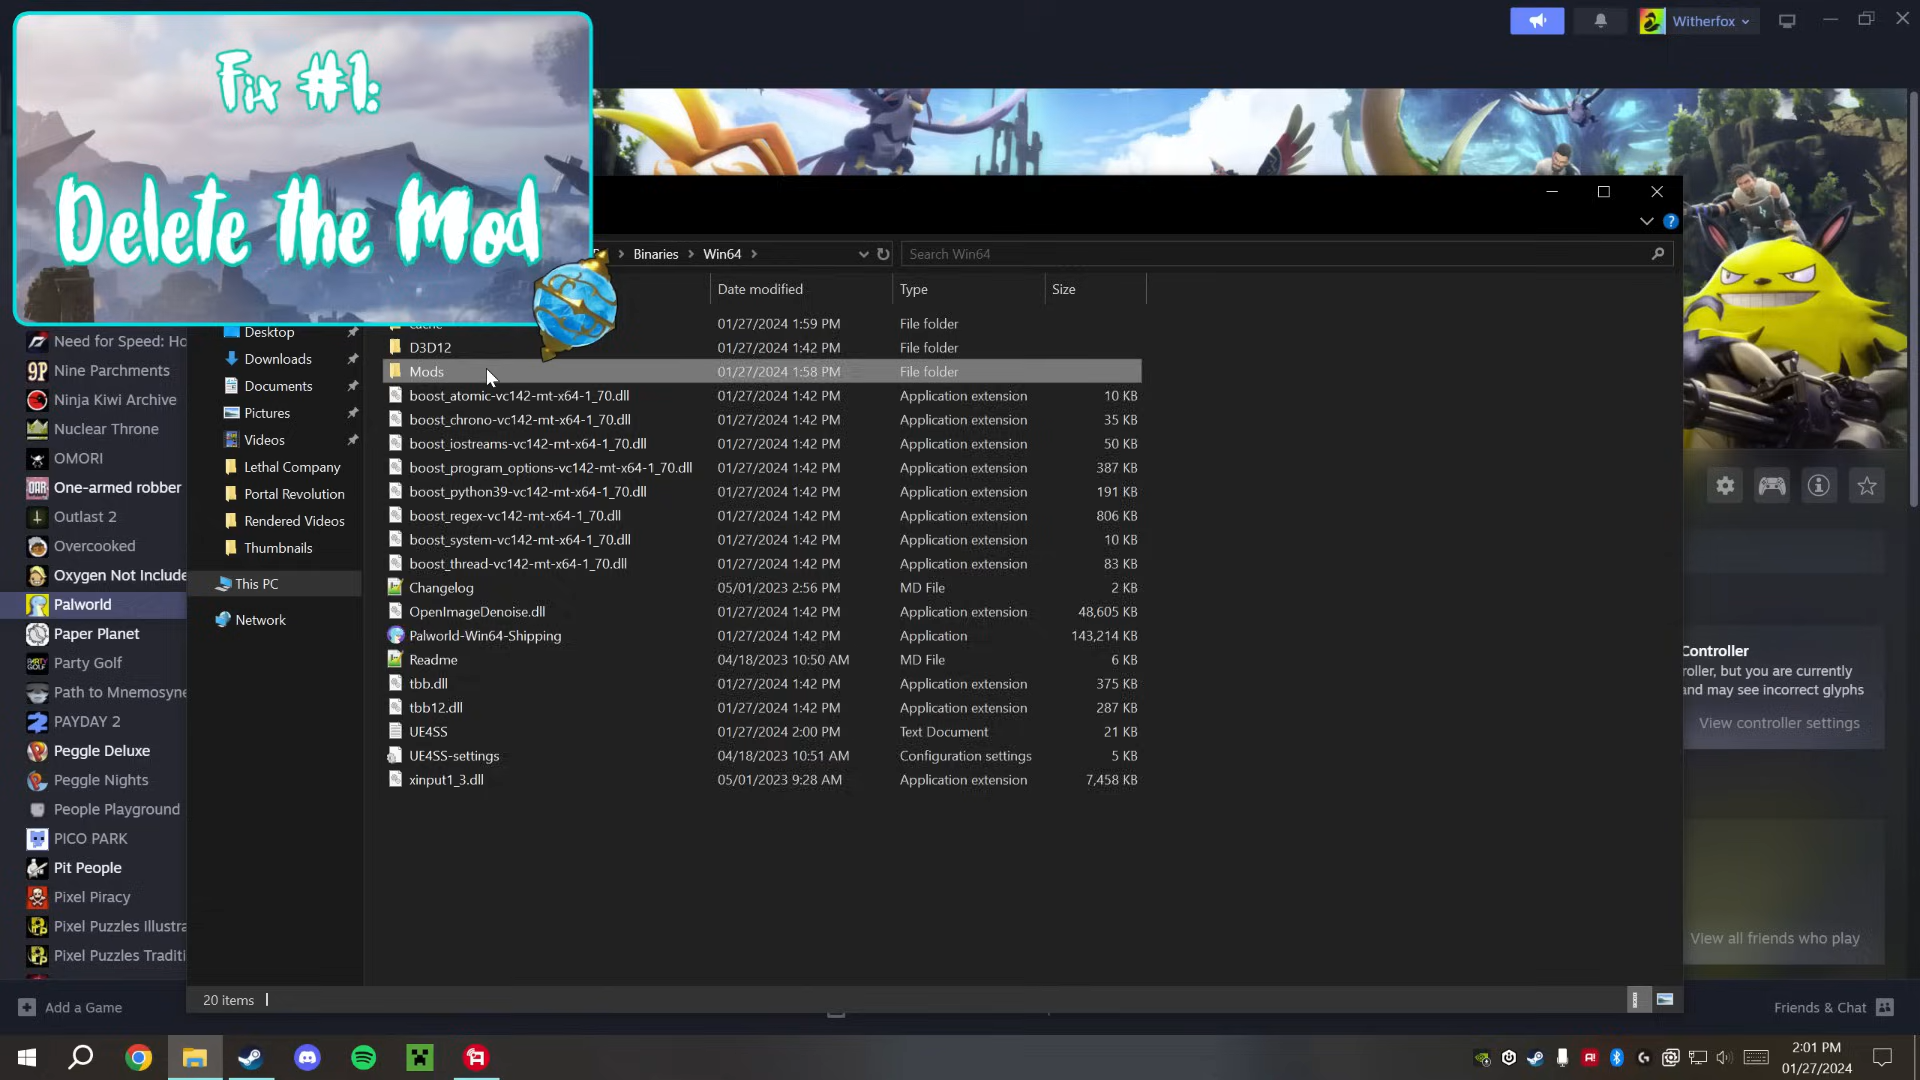 Fix #1:
Delete the Mod
Witherfox
Binaries > Win64 >
Search Win64
Date modified Type Size
Desktop
Downloads
Documents
Pictures
Videos
Lethal Company
Portal Revolution
Rendered Videos
Thumbnails
This PC
Network
cache 01/27/2024 1:59 PM File folder
D3D12 01/27/2024 1:42 PM File folder
Mods 01/27/2024 1:58 PM File folder
boost_atomic-vc142-mt-x64-1_70.dll 01/27/2024 1:42 PM Application extension 10 KB
boost_chrono-vc142-mt-x64-1_70.dll 01/27/2024 1:42 PM Application extension 35 KB
boost_iostreams-vc142-mt-x64-1_70.dll 01/27/2024 1:42 PM Application extension 50 KB
boost_program_options-vc142-mt-x64-1_70.dll 01/27/2024 1:42 PM Application extension 387 KB
boost_python39-vc142-mt-x64-1_70.dll 01/27/2024 1:42 PM Application extension 191 KB
boost_regex-vc142-mt-x64-1_70.dll 01/27/2024 1:42 PM Application extension 806 KB
boost_system-vc142-mt-x64-1_70.dll 01/27/2024 1:42 PM Application extension 10 KB
boost_thread-vc142-mt-x64-1_70.dll 01/27/2024 1:42 PM Application extension 83 KB
Changelog 05/01/2023 2:56 PM MD File 2 KB
OpenImageDenoise.dll 01/27/2024 1:42 PM Application extension 48,605 KB
Palworld-Win64-Shipping 01/27/2024 1:42 PM Application 143,214 KB
Readme 04/18/2023 10:50 AM MD File 6 KB
tbb.dll 01/27/2024 1:42 PM Application extension 375 KB
tbb12.dll 01/27/2024 1:42 PM Application extension 287 KB
UE4SS 01/27/2024 2:00 PM Text Document 21 KB
UE4SS-settings 04/18/2023 10:51 AM Configuration settings 5 KB
xinput1_3.dll 05/01/2023 9:28 AM Application extension 7,458 KB
20 items
Need for Speed: Ho
Nine Parchments
Ninja Kiwi Archive
Nuclear Throne
OMORI
One-armed robber
Outlast 2
Overcooked
Oxygen Not Include
Palworld
Paper Planet
Party Golf
Path to Mnemosyne
PAYDAY 2
Peggle Deluxe
Peggle Nights
People Playground
PICO PARK
Pit People
Pixel Piracy
Pixel Puzzles Illustra
Pixel Puzzles Traditi
Add a Game
Controller
roller, but you are currently
and may see incorrect glyphs
View controller settings
View all friends who play
Friends & Chat
2:01 PM
01/27/2024